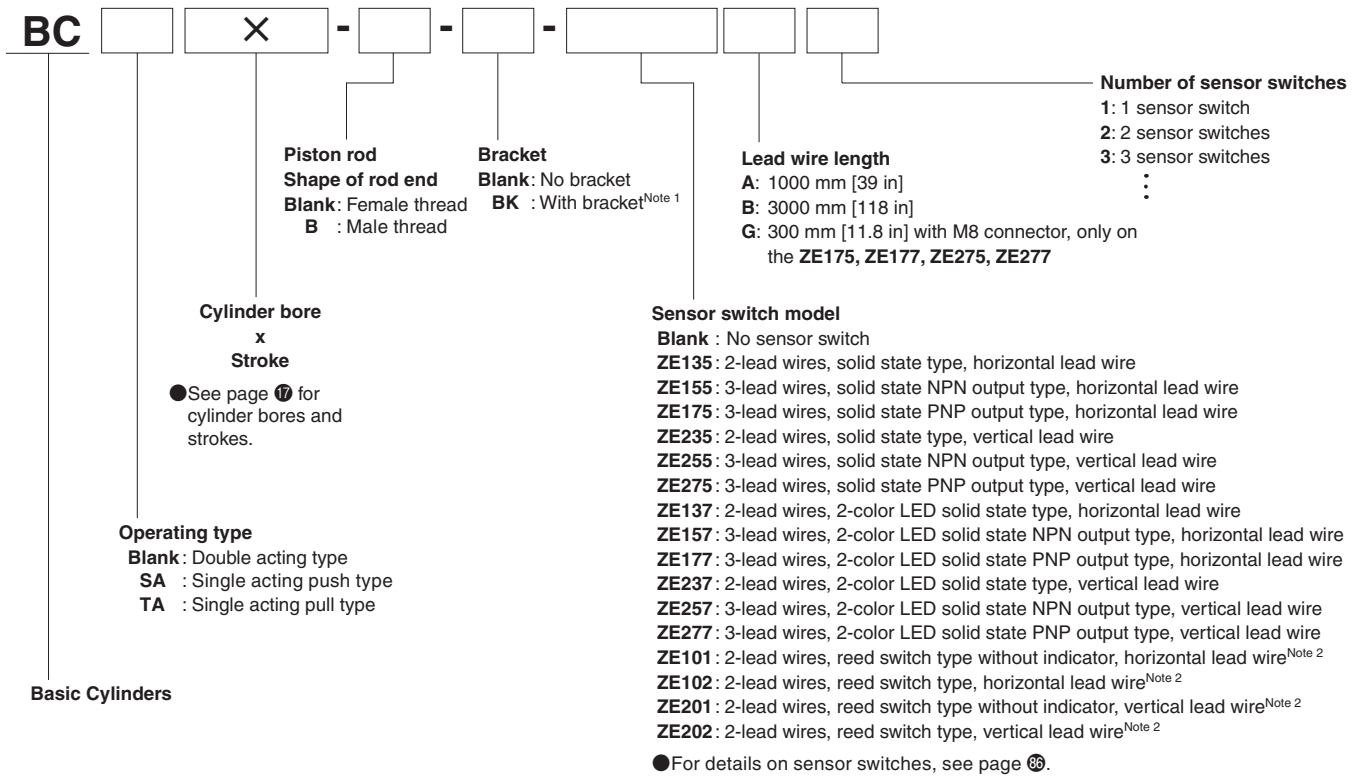 BC × - - -
Number of sensor switches
1: 1 sensor switch
2: 2 sensor switches
3: 3 sensor switches
Piston rod
Shape of rod end
Blank: Female thread
B : Male thread
Bracket
Blank: No bracket
BK : With bracketNote 1
Lead wire length
A: 1000 mm [39 in]
B: 3000 mm [118 in]
G: 300 mm [11.8 in] with M8 connector, only on
the ZE175, ZE177, ZE275, ZE277
Cylinder bore
x
Stroke
●See page ⑰ for
cylinder bores and
strokes.
Sensor switch model
Blank : No sensor switch
ZE135: 2-lead wires, solid state type, horizontal lead wire
ZE155: 3-lead wires, solid state NPN output type, horizontal lead wire
ZE175: 3-lead wires, solid state PNP output type, horizontal lead wire
ZE235: 2-lead wires, solid state type, vertical lead wire
ZE255: 3-lead wires, solid state NPN output type, vertical lead wire
ZE275: 3-lead wires, solid state PNP output type, vertical lead wire
ZE137: 2-lead wires, 2-color LED solid state type, horizontal lead wire
ZE157: 3-lead wires, 2-color LED solid state NPN output type, horizontal lead wire
ZE177: 3-lead wires, 2-color LED solid state PNP output type, horizontal lead wire
ZE237: 2-lead wires, 2-color LED solid state type, vertical lead wire
ZE257: 3-lead wires, 2-color LED solid state NPN output type, vertical lead wire
ZE277: 3-lead wires, 2-color LED solid state PNP output type, vertical lead wire
ZE101: 2-lead wires, reed switch type without indicator, horizontal lead wireNote 2
ZE102: 2-lead wires, reed switch type, horizontal lead wireNote 2
ZE201: 2-lead wires, reed switch type without indicator, vertical lead wireNote 2
ZE202: 2-lead wires, reed switch type, vertical lead wireNote 2
●For details on sensor switches, see page 86.
Operating type
Blank: Double acting type
SA : Single acting push type
TA : Single acting pull type
Basic Cylinders